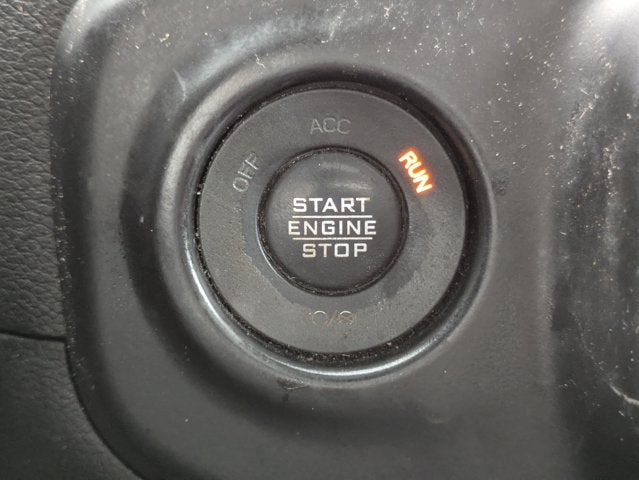 ACC
OFF
RUN
START
ENGINE
STOP